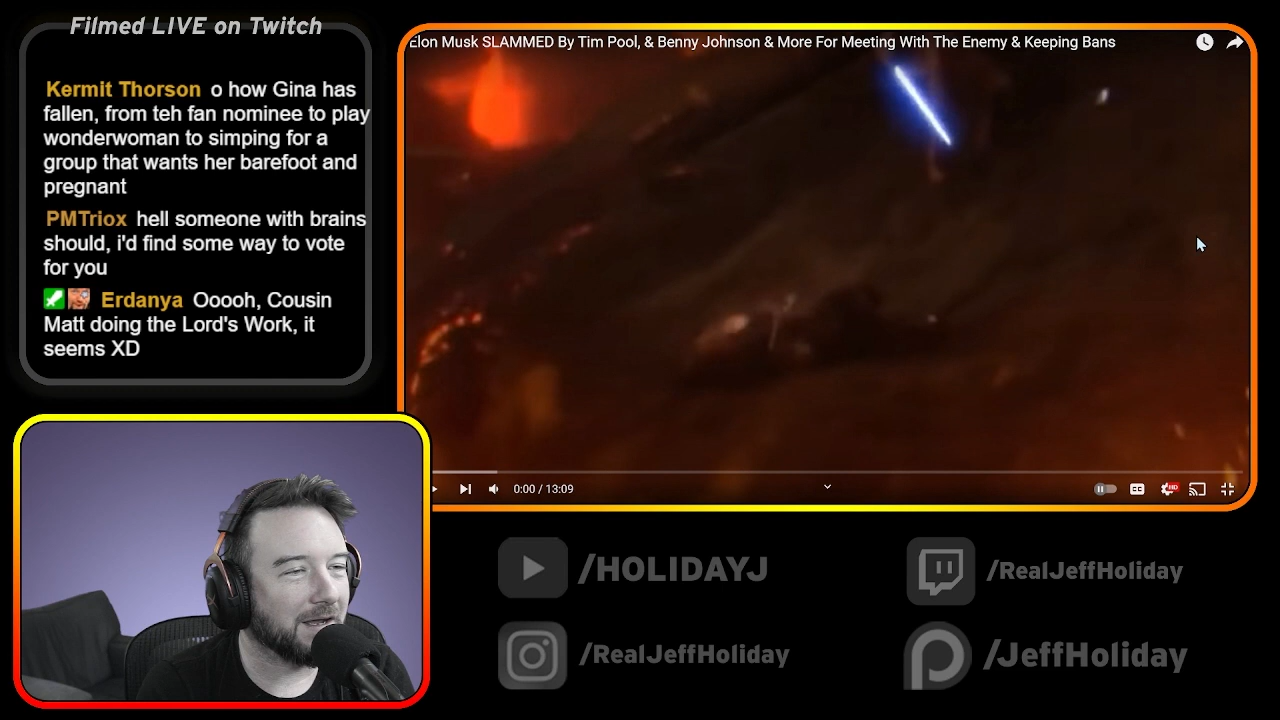 Filmed LIVE on Twitch
Kermit Thorson o how Gina has
fallen, from teh fan nominee to play
wonderwoman to simping for a
group that wants her barefoot and
pregnant
PMTriox hell someone with brains
should, i'd find some way to vote
for you
Erdanya Ooooh, Cousin
Matt doing the Lord's Work, it
seems XD
Elon Musk SLAMMED By Tim Pool, & Benny Johnson & More For Meeting With The Enemy & Keeping Bans
0:00 / 13:09
CC
HD
/HOLIDAYJ
/RealJeffHoliday
/RealJeffHoliday
/JeffHoliday